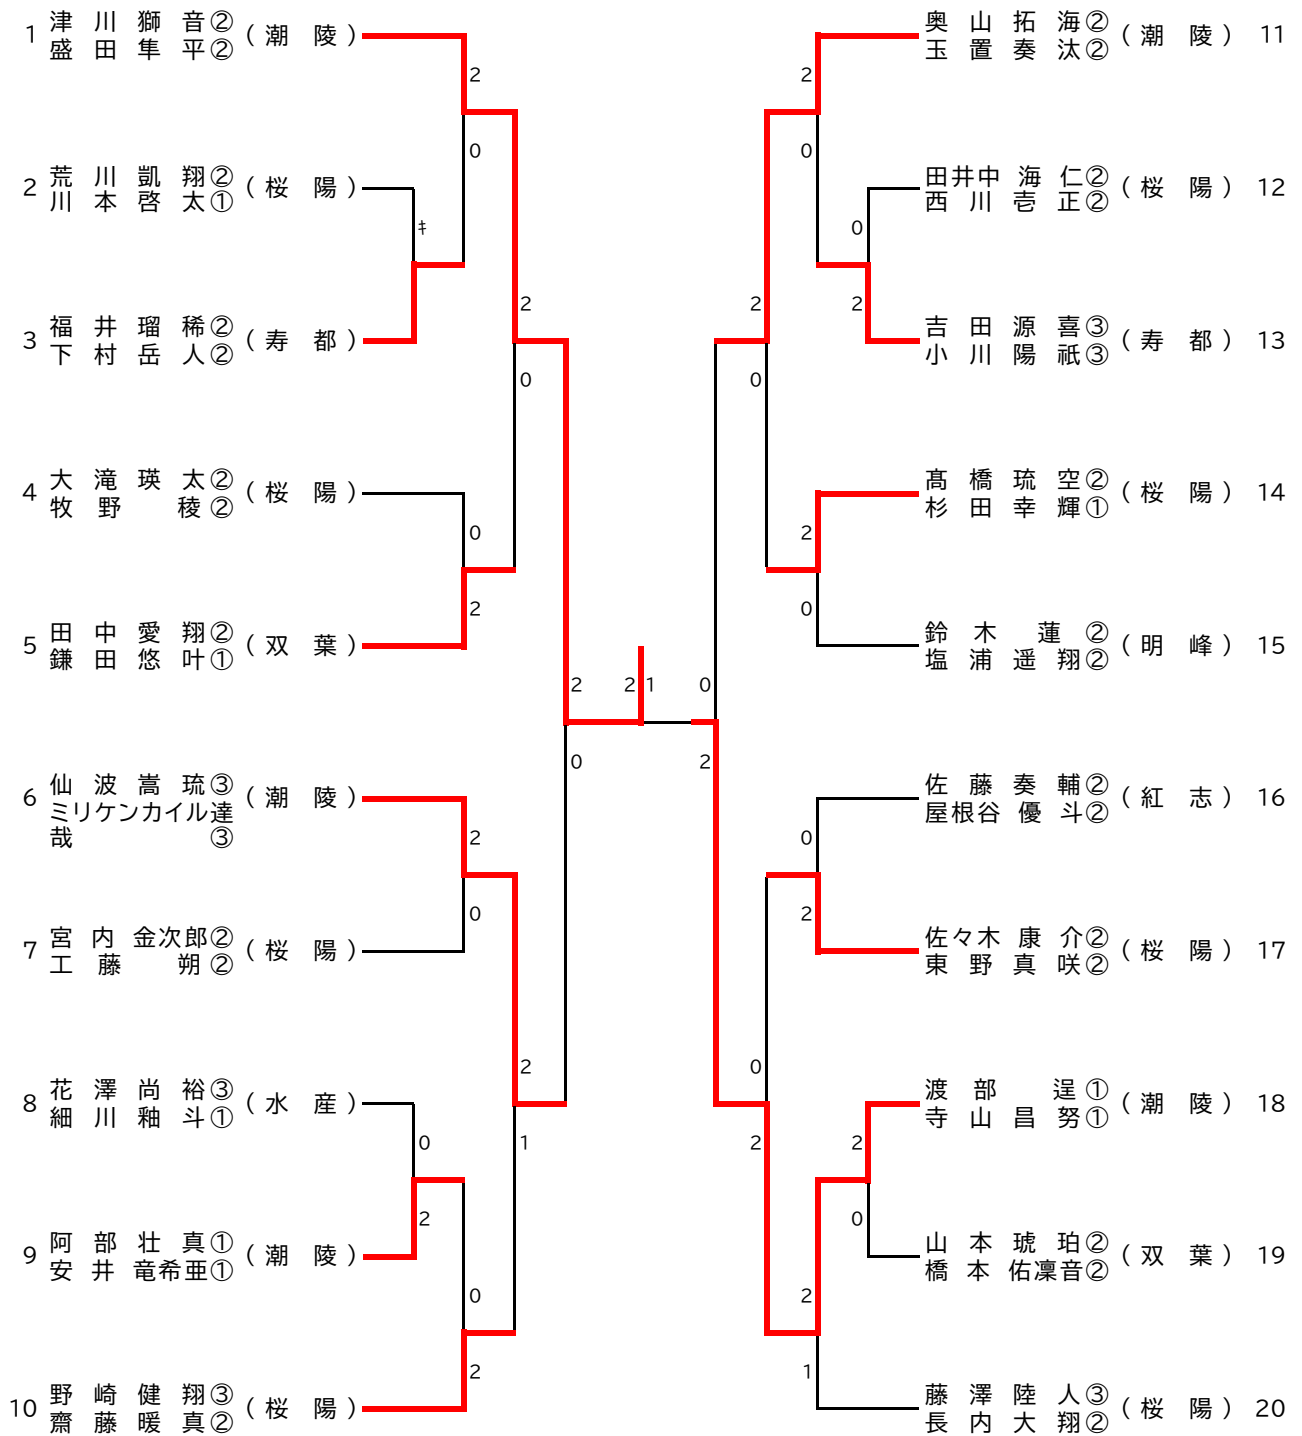 1 津川獅音② (潮陵)
盛田隼平②
2
0
2 荒川凱翔② (桜陽)
川本啓太①
ｷ
3 福井瑠稀② (寿都)
下村岳人②
2
0
4 大滝瑛太② (桜陽)
牧野稜②
0
2
5 田中愛翔② (双葉)
鎌田悠叶①
2
0
6 仙波嵩琉③ (潮陵)
ミリケンカイル達
哉③
2
0
7 宮内金次郎② (桜陽)
工藤朔②
2
1
8 花澤尚裕③ (水産)
細川釉斗①
0
2
9 阿部壮真① (潮陵)
安井竜希亜①
0
2
10 野崎健翔③ (桜陽)
齋藤暖真②
2 1
奥山拓海② (潮陵) 11
玉置奏汰②
2
0
田井中海仁② (桜陽) 12
西川壱正②
0
2
吉田源喜③ (寿都) 13
小川陽祇③
2
0
髙橋琉空② (桜陽) 14
杉田幸輝①
2
0
鈴木蓮② (明峰) 15
塩浦遥翔②
0
2
佐藤奏輔② (紅志) 16
屋根谷優斗②
0
2
佐々木康介② (桜陽) 17
東野真咲②
0
2
渡部逞① (潮陵) 18
寺山昌努①
2
0
山本琥珀② (双葉) 19
橋本佑凜音②
2
1
藤澤陸人③ (桜陽) 20
長内大翔②